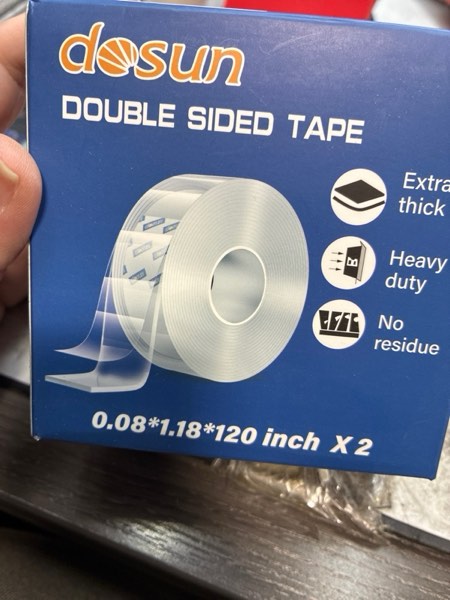 dosun
DOUBLE SIDED TAPE
Extra
thick
Heavy
duty
No
residue
0.08*1.18*120 inch X 2